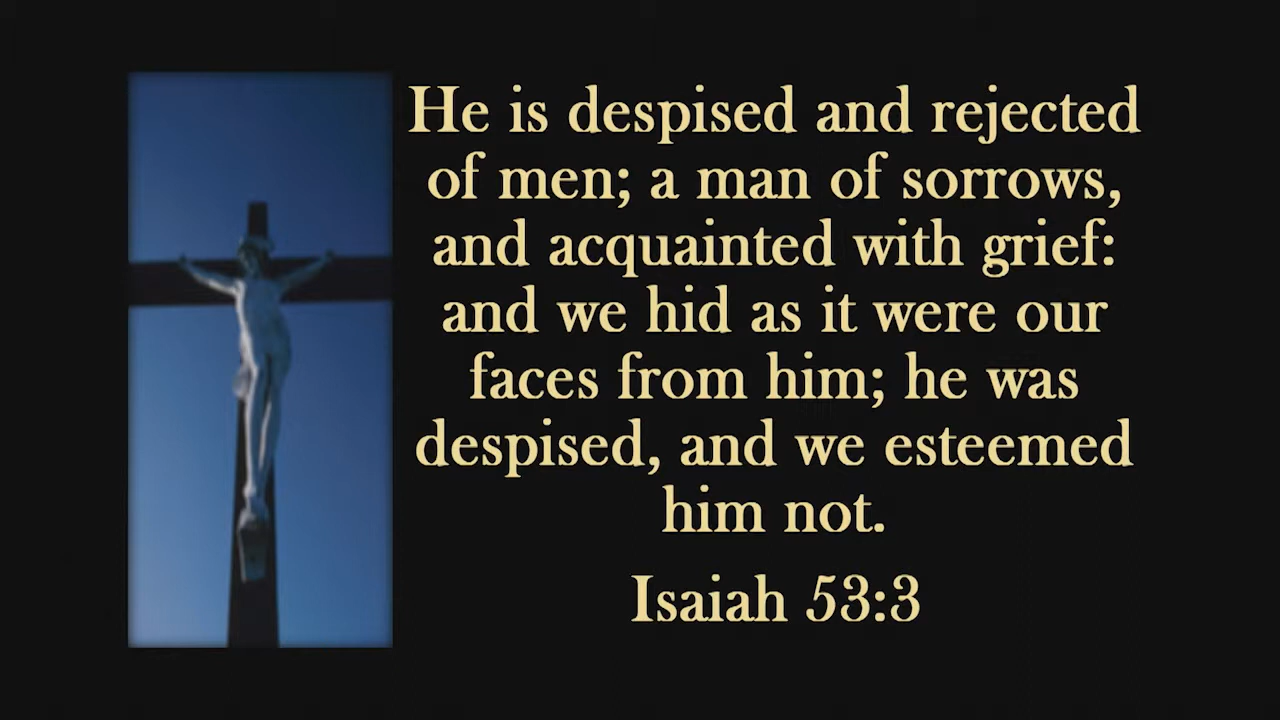 He is despised and rejected
of men; a man of sorrows,
and acquainted with grief:
and we hid as it were our
faces from him; he was
despised, and we esteemed
him not.
Isaiah 53:3